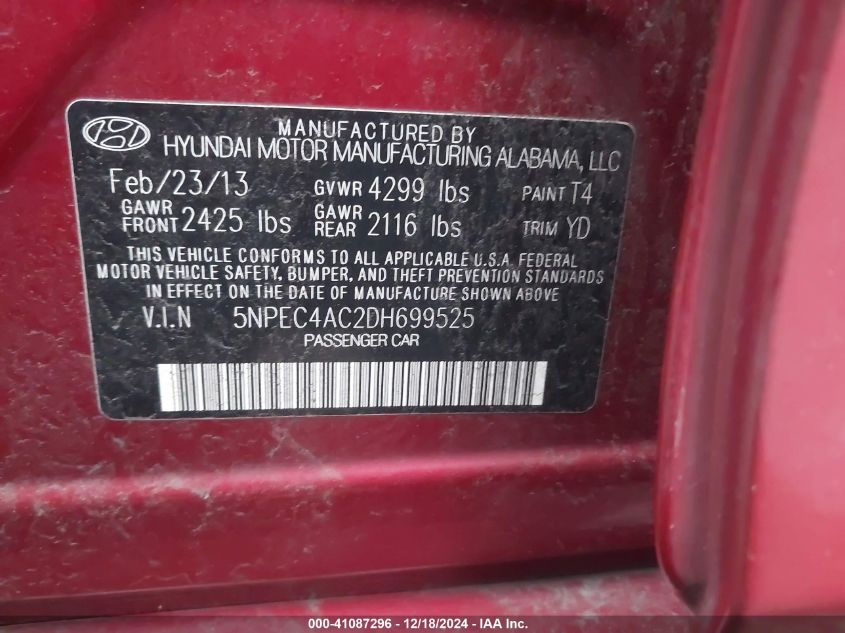 MANUFACTURED BY
HYUNDAI MOTOR MANUFACTURING ALABAMA, LLC
Feb/23/13 GVWR 4299 lbs PAINT T4
GAWR FRONT 2425 lbs GAWR REAR 2116 lbs TRIM YD
THIS VEHICLE CONFORMS TO ALL APPLICABLE U.S.A. FEDERAL
MOTOR VEHICLE SAFETY, BUMPER, AND THEFT PREVENTION STANDARDS
IN EFFECT ON THE DATE OF MANUFACTURE SHOWN ABOVE
V.I.N 5NPEC4AC2DH699525
PASSENGER CAR
000-41087296 - 12/18/2024 - IAA Inc.